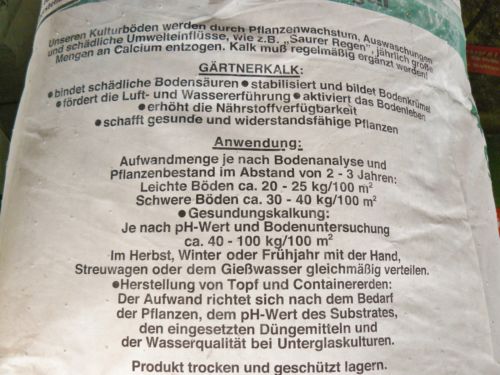 Unseren Kulturböden werden durch Pflanzenwachstum, Auswaschungen
und schädliche Umwelteinflüsse, wie z.B. „Saurer Regen", jährlich große
Mengen an Calcium entzogen. Kalk muß regelmäßig ergänzt werden!
GÄRTNERKALK:
•bindet schädliche Bodensäuren •stabilisiert und bildet Bodenkrümel
•fördert die Luft- und Wasserführung •aktiviert das Bodenleben
•erhöht die Nährstoffverfügbarkeit
•schafft gesunde und widerstandsfähige Pflanzen
Anwendung:
Aufwandmenge je nach Bodenanalyse und
Pflanzenbestand im Abstand von 2 - 3 Jahren:
Leichte Böden ca. 20 - 25 kg/100 m²
Schwere Böden ca. 30 - 40 kg/100 m²
•Gesundungskalkung:
Je nach pH-Wert und Bodenuntersuchung
ca. 40 - 100 kg/100 m²
Im Herbst, Winter oder Frühjahr mit der Hand,
Streuwagen oder dem Gießwasser gleichmäßig verteilen.
•Herstellung von Topf und Containererden:
Der Aufwand richtet sich nach dem Bedarf
der Pflanzen, dem pH-Wert des Substrates,
den eingesetzten Düngemitteln und
der Wasserqualität bei Unterglaskulturen.
Produkt trocken und geschützt lagern.